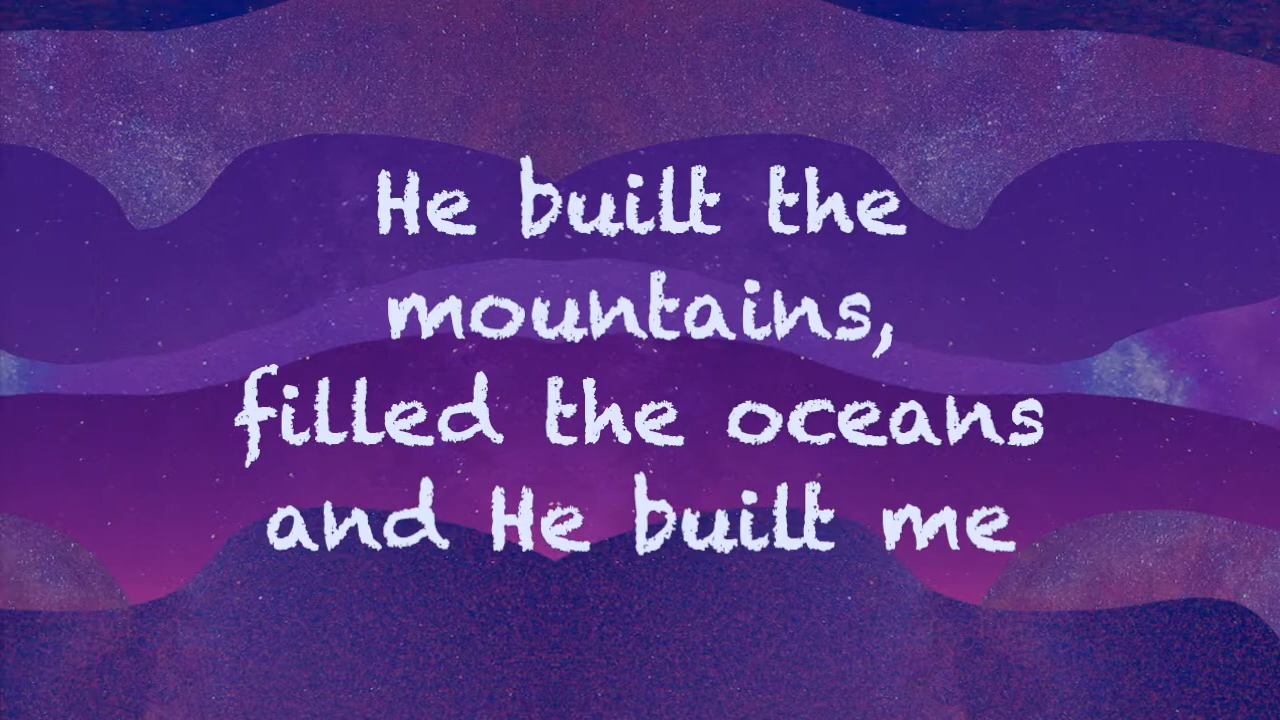 He built the
mountains,
filled the oceans
and He built me